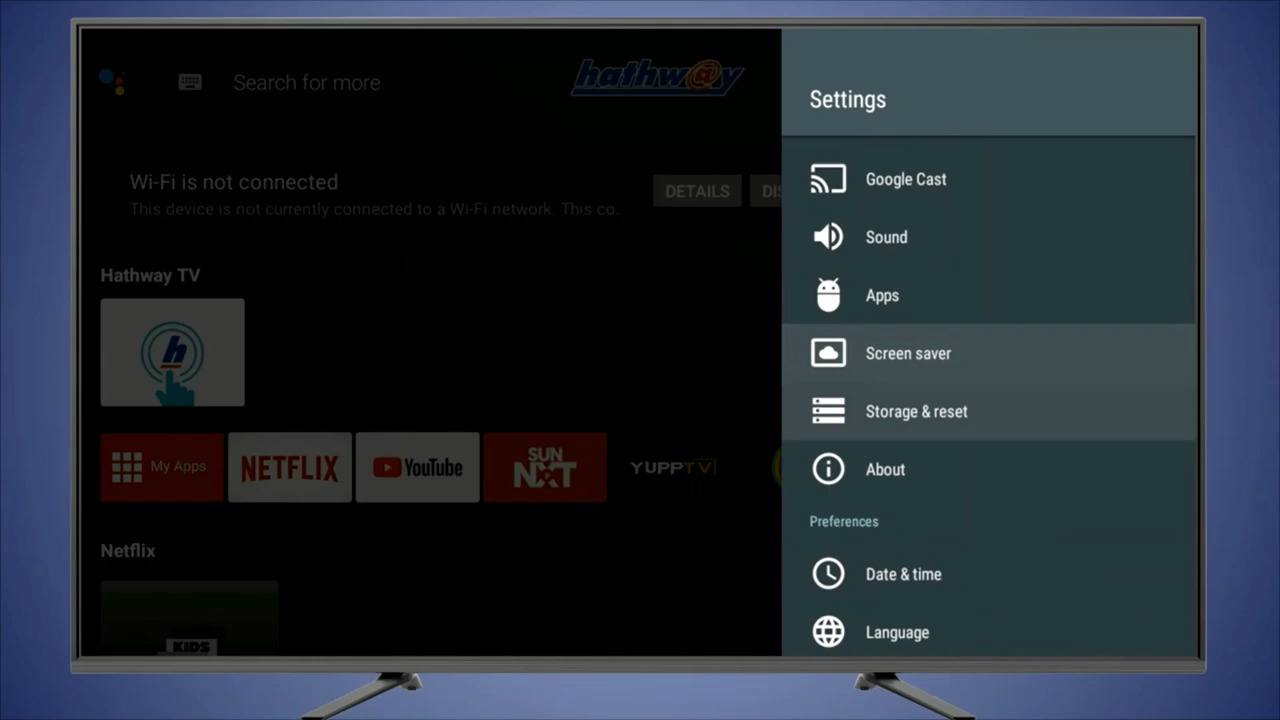 Search for more
hathw@y
Wi-Fi is not connected
This device is not currently connected to a Wi-Fi network. This co..
DETAILS
DIS
Hathway TV
h
My Apps
NETFLIX
YouTube
SUN
NXT
YUPPTV
Netflix
KIDS
Settings
Google Cast
Sound
Apps
Screen saver
Storage & reset
About
Preferences
Date & time
Language